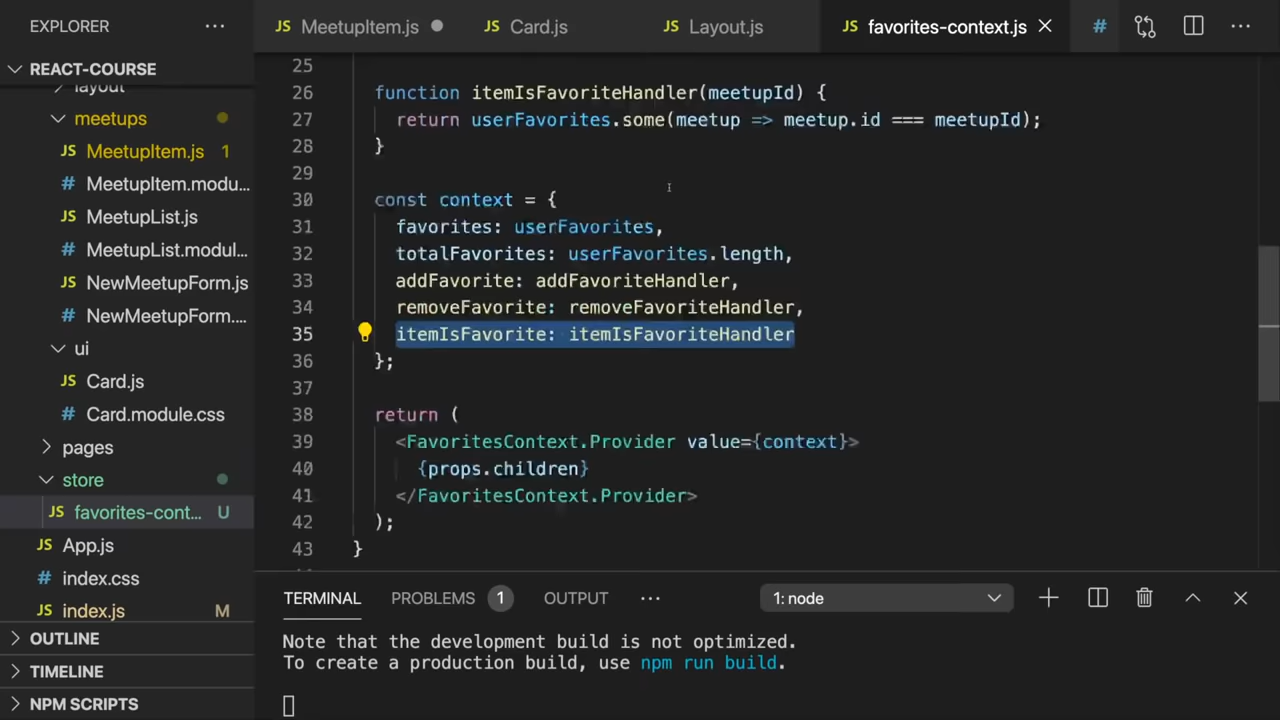 EXPLORER ···
REACT-COURSE
layout
meetups
JS MeetupItem.js 1
# MeetupItem.modu...
JS MeetupList.js
# MeetupList.modul...
JS NewMeetupForm.js
# NewMeetupForm....
ui
JS Card.js
# Card.module.css
pages
store
JS favorites-cont... U
JS App.js
# index.css
JS index.js M
OUTLINE
TIMELINE
NPM SCRIPTS
JS MeetupItem.js JS Card.js JS Layout.js JS favorites-context.js # ···
25
26 function itemIsFavoriteHandler(meetupId) {
27 return userFavorites.some(meetup => meetup.id === meetupId);
28 }
29
30 const context = {
31 favorites: userFavorites,
32 totalFavorites: userFavorites.length,
33 addFavorite: addFavoriteHandler,
34 removeFavorite: removeFavoriteHandler,
35 itemIsFavorite: itemIsFavoriteHandler
36 };
37
38 return (
39 <FavoritesContext.Provider value={context}>
40 {props.children}
41 </FavoritesContext.Provider>
42 );
43 }
TERMINAL PROBLEMS 1 OUTPUT ··· 1: node
Note that the development build is not optimized.
To create a production build, use npm run build.